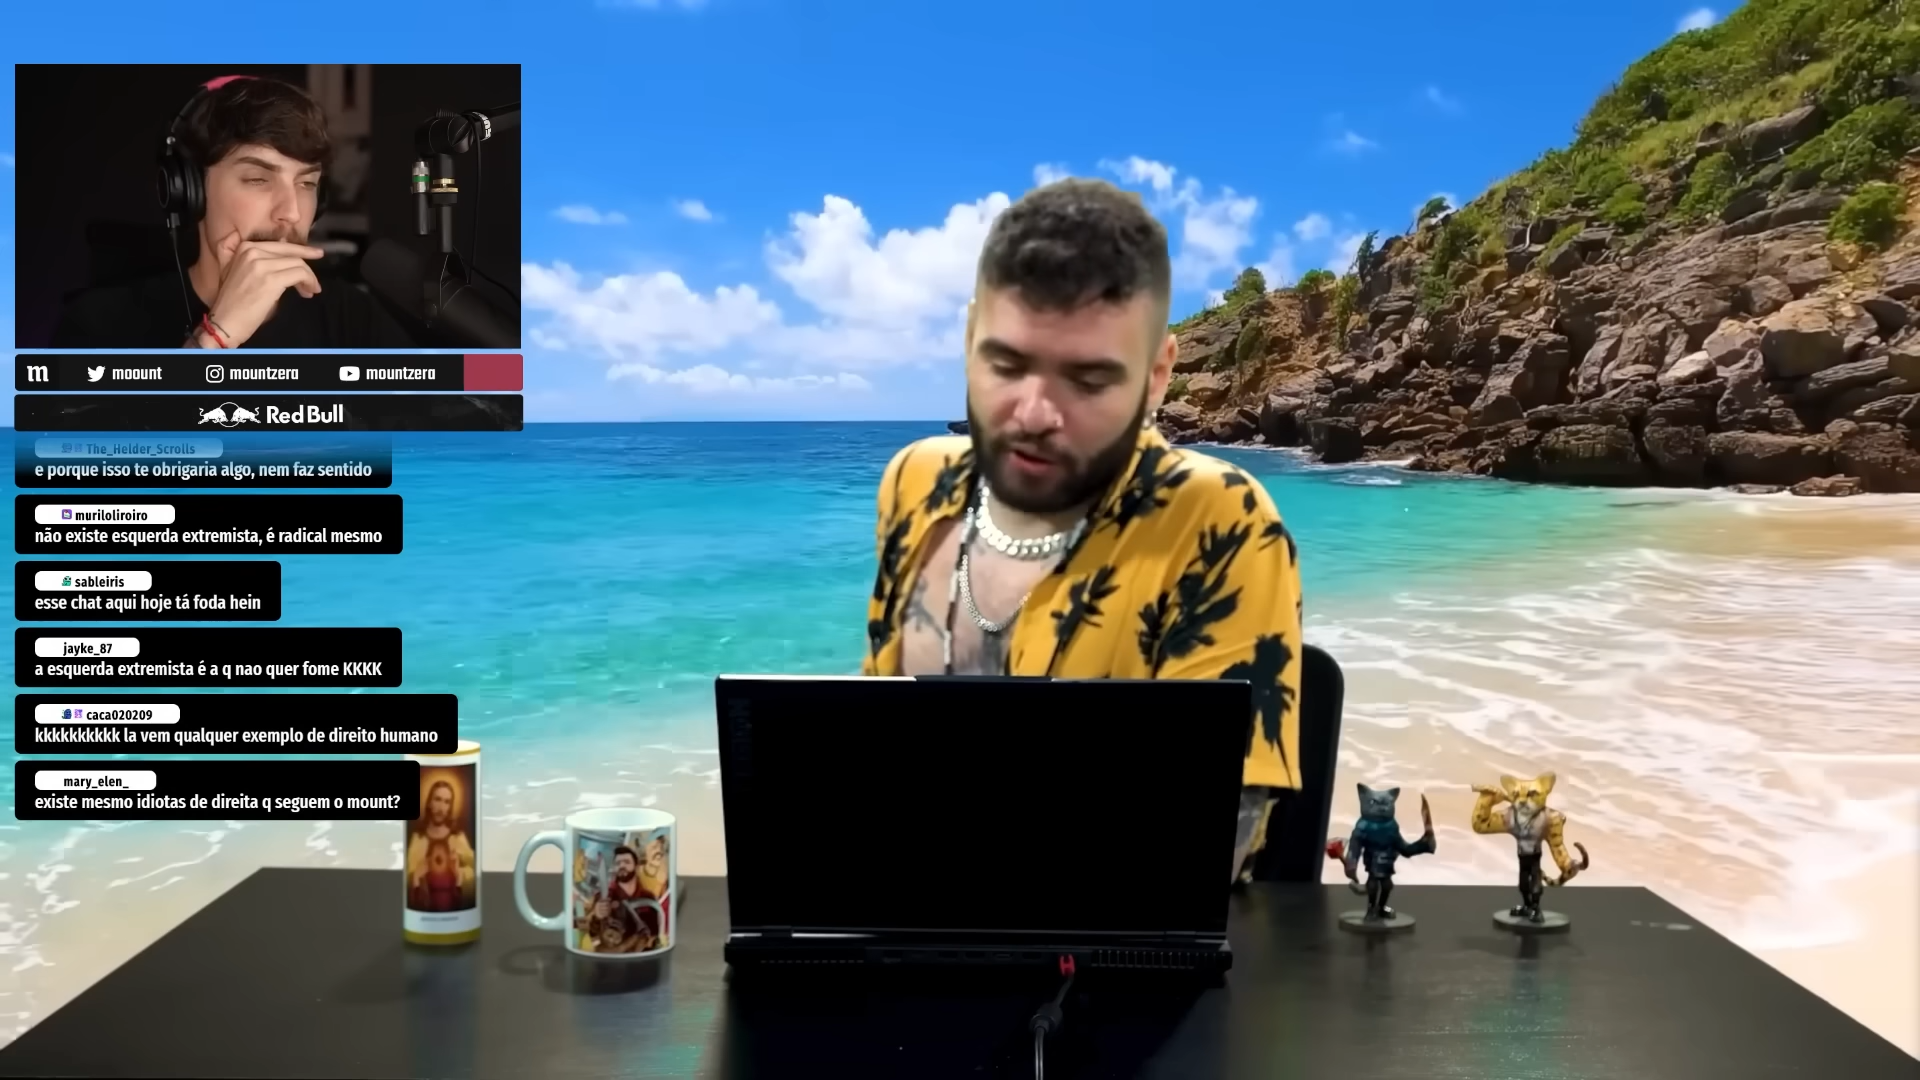 m moount mountzera mountzera
Red Bull
The_Helder_Scrolls
e porque isso te obrigaria algo, nem faz sentido
muriloliroiro
não existe esquerda extremista, é radical mesmo
sableiris
esse chat aqui hoje tá foda hein
jayke_87
a esquerda extremista é a q nao quer fome KKKK
caca020209
kkkkkkkkkk la vem qualquer exemplo de direito humano
mary_elen_
existe mesmo idiotas de direita q seguem o mount?